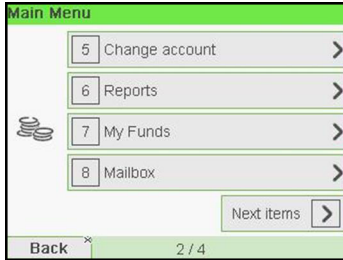 Main Menu
5 Change account
6 Reports
7 My Funds
8 Mailbox
Next items
Back
2 / 4